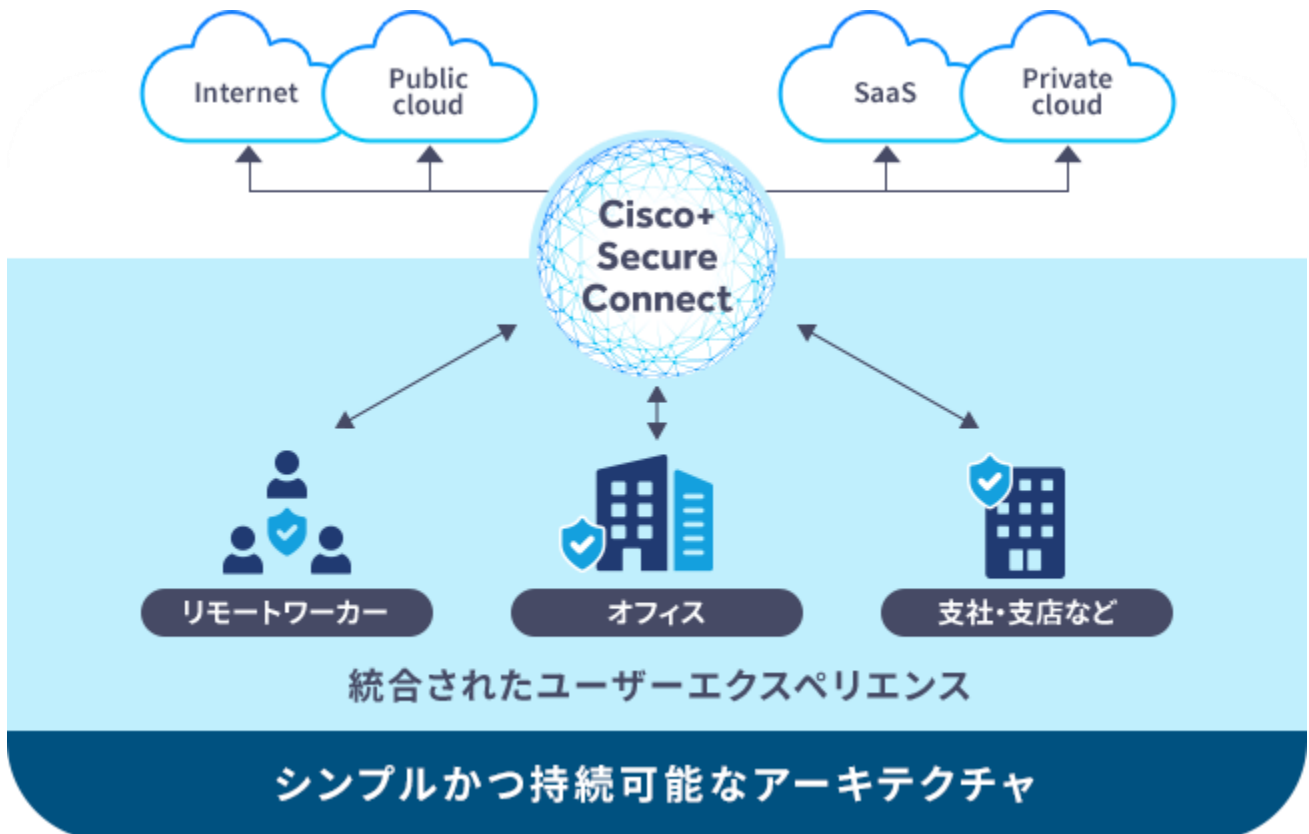 Internet
Public
cloud
SaaS
Private
cloud
Cisco+
Secure
Connect
リモートワーカー
オフィス
支社・支店など
統合されたユーザーエクスペリエンス
シンプルかつ持続可能なアーキテクチャ